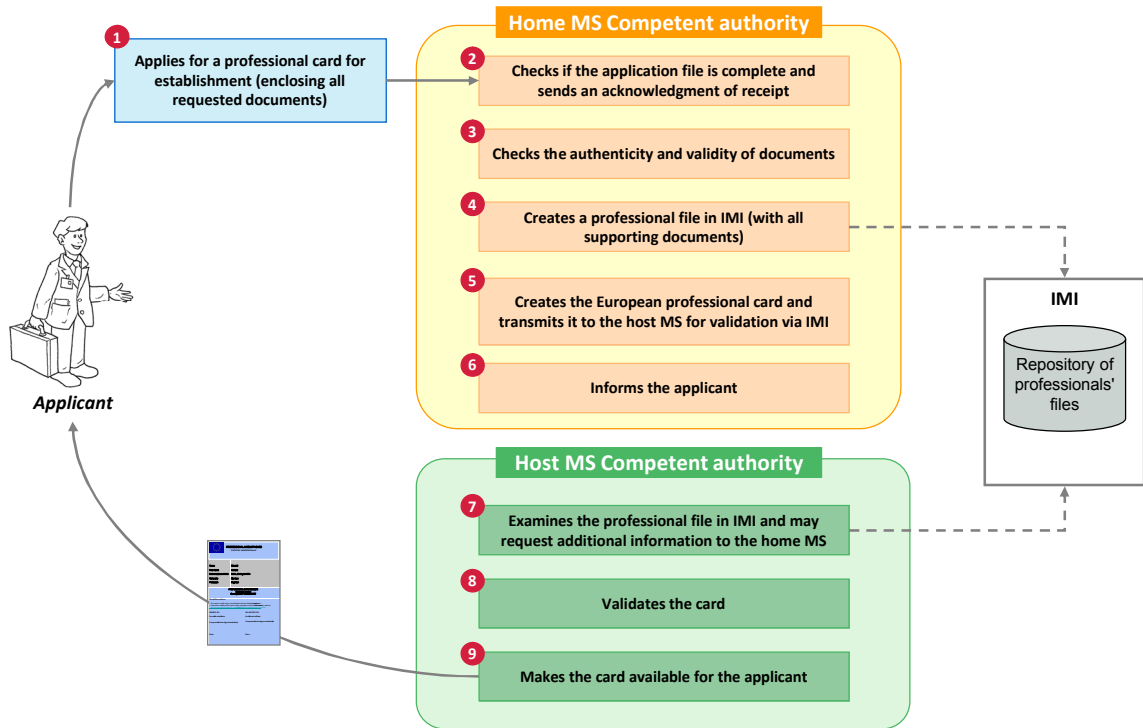 Home MS Competent authority
1
Applies for a professional card for
establishment (enclosing all
requested documents)
2
Checks if the application file is complete and
sends an acknowledgment of receipt
3
Checks the authenticity and validity of documents
4
Creates a professional file in IMI (with all
supporting documents)
5
Creates the European professional card and
transmits it to the host MS for validation via IMI
6
Informs the applicant
IMI
Repository of
professionals'
files
Applicant
Host MS Competent authority
7
Examines the professional file in IMI and may
request additional information to the home MS
8
Validates the card
9
Makes the card available for the applicant